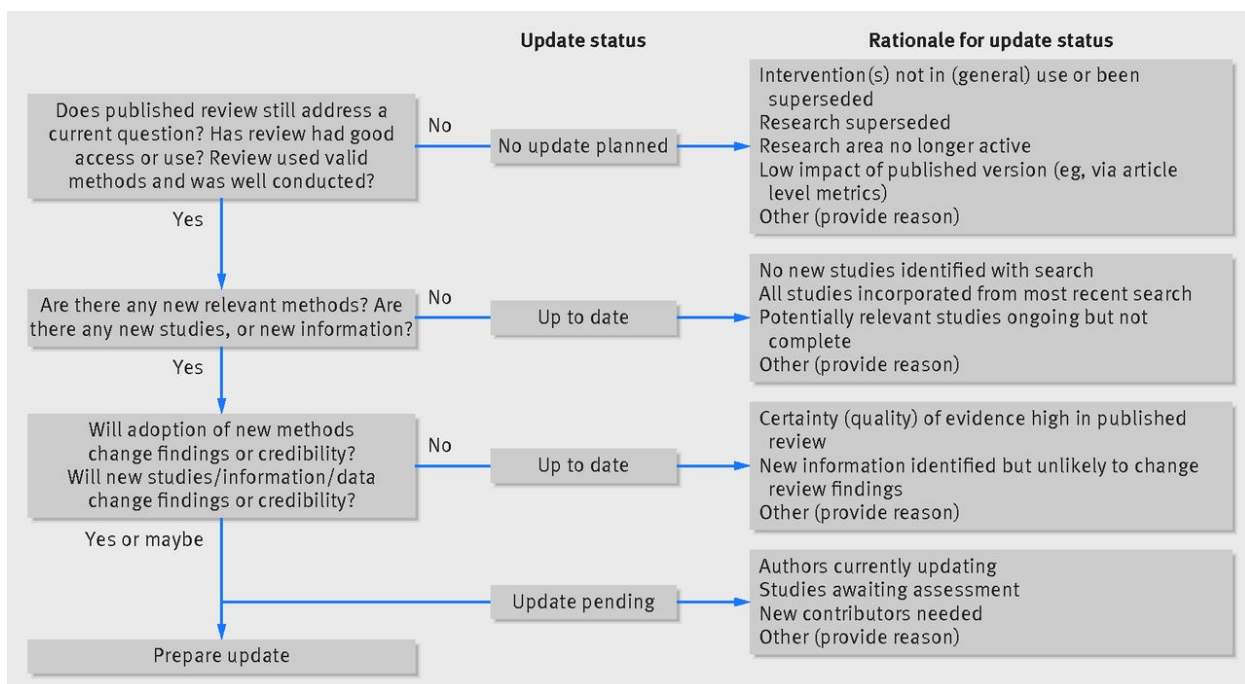 Update status
Rationale for update status
Does published review still address a
current question? Has review had good
access or use? Review used valid
methods and was well conducted?
No
No update planned
Intervention(s) not in (general) use or been
superseded
Research superseded
Research area no longer active
Low impact of published version (eg, via article
level metrics)
Other (provide reason)
Yes
Are there any new relevant methods? Are
there any new studies, or new information?
No
Up to date
No new studies identified with search
All studies incorporated from most recent search
Potentially relevant studies ongoing but not
complete
Other (provide reason)
Yes
Will adoption of new methods
change findings or credibility?
Will new studies/information/data
change findings or credibility?
No
Up to date
Certainty (quality) of evidence high in published
review
New information identified but unlikely to change
review findings
Other (provide reason)
Yes or maybe
Update pending
Authors currently updating
Studies awaiting assessment
New contributors needed
Other (provide reason)
Prepare update